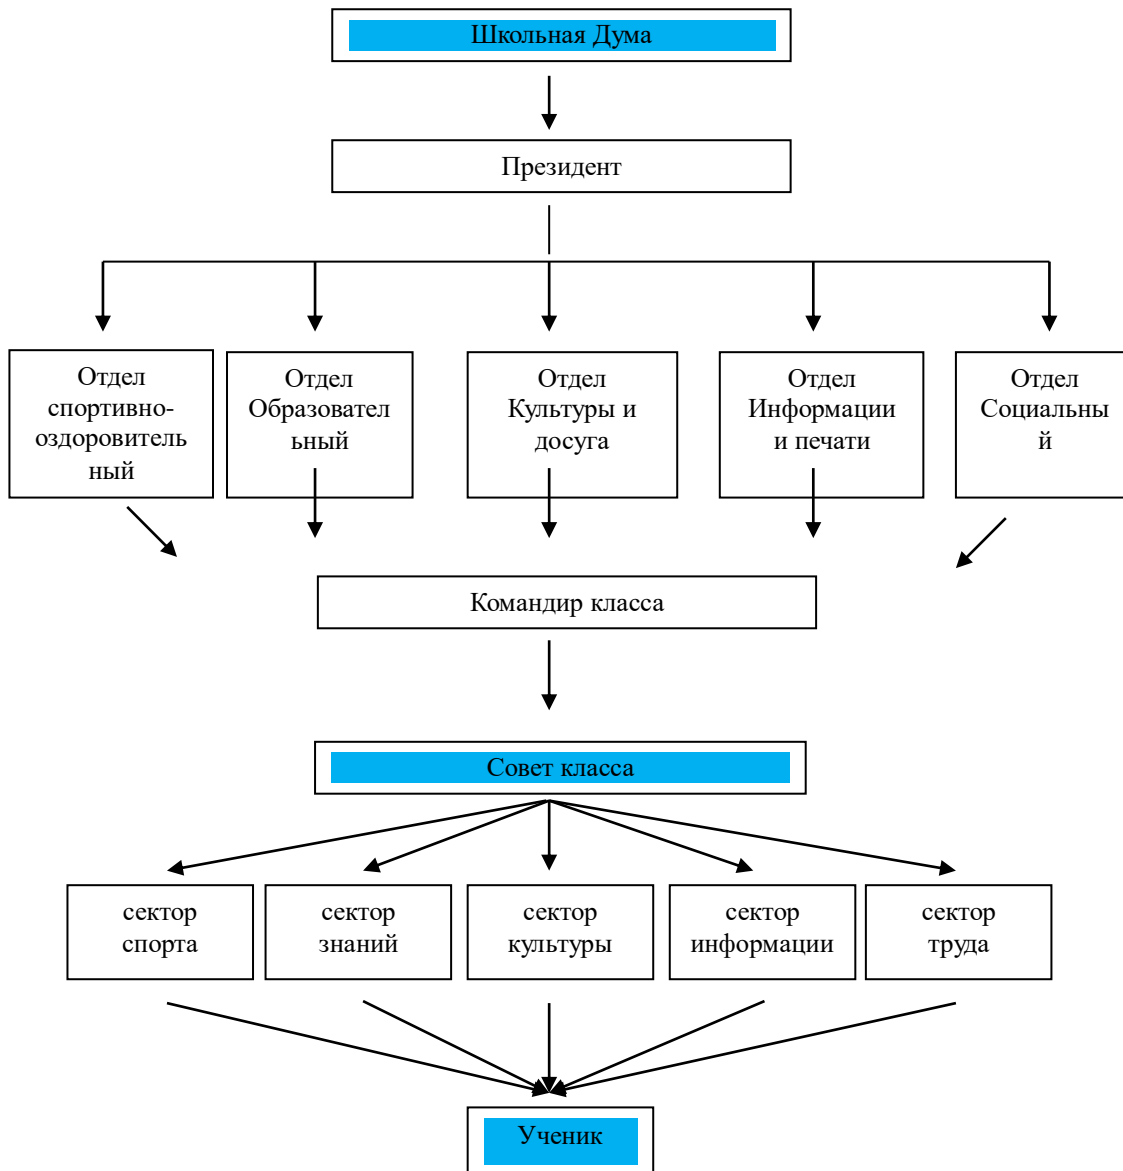 Школьная Дума
Президент
Отдел
спортивно-
оздоровитель
ный
Отдел
Образовател
ьный
Отдел
Культуры и
досуга
Отдел
Информации
и печати
Отдел
Социальны
й
Командир класса
Совет класса
сектор
спорта
сектор
знаний
сектор
культуры
сектор
информации
сектор
труда
Ученик